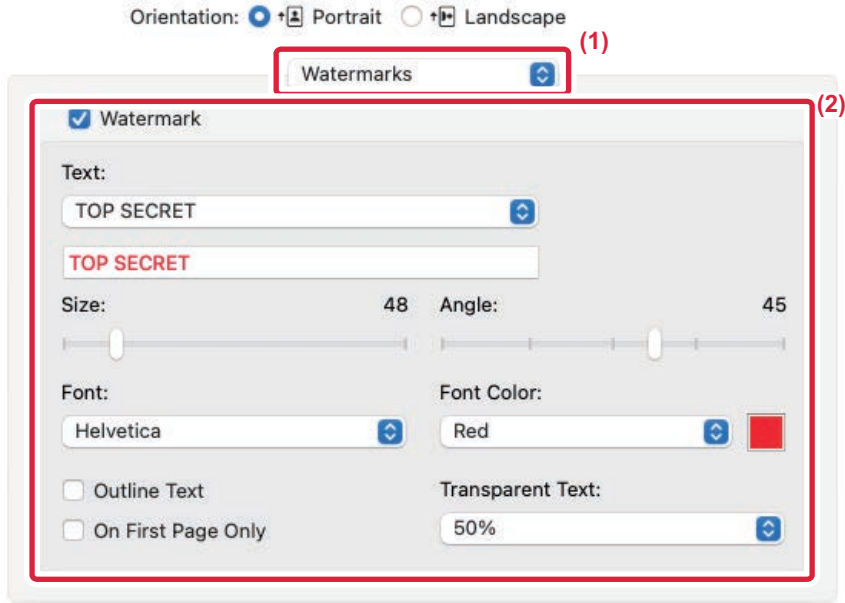 Orientation: Portrait Landscape
(1)
Watermarks
(2)
Watermark
Text:
TOP SECRET
TOP SECRET
Size: 48 Angle: 45
Font: Font Color:
Helvetica Red
Outline Text Transparent Text:
On First Page Only 50%